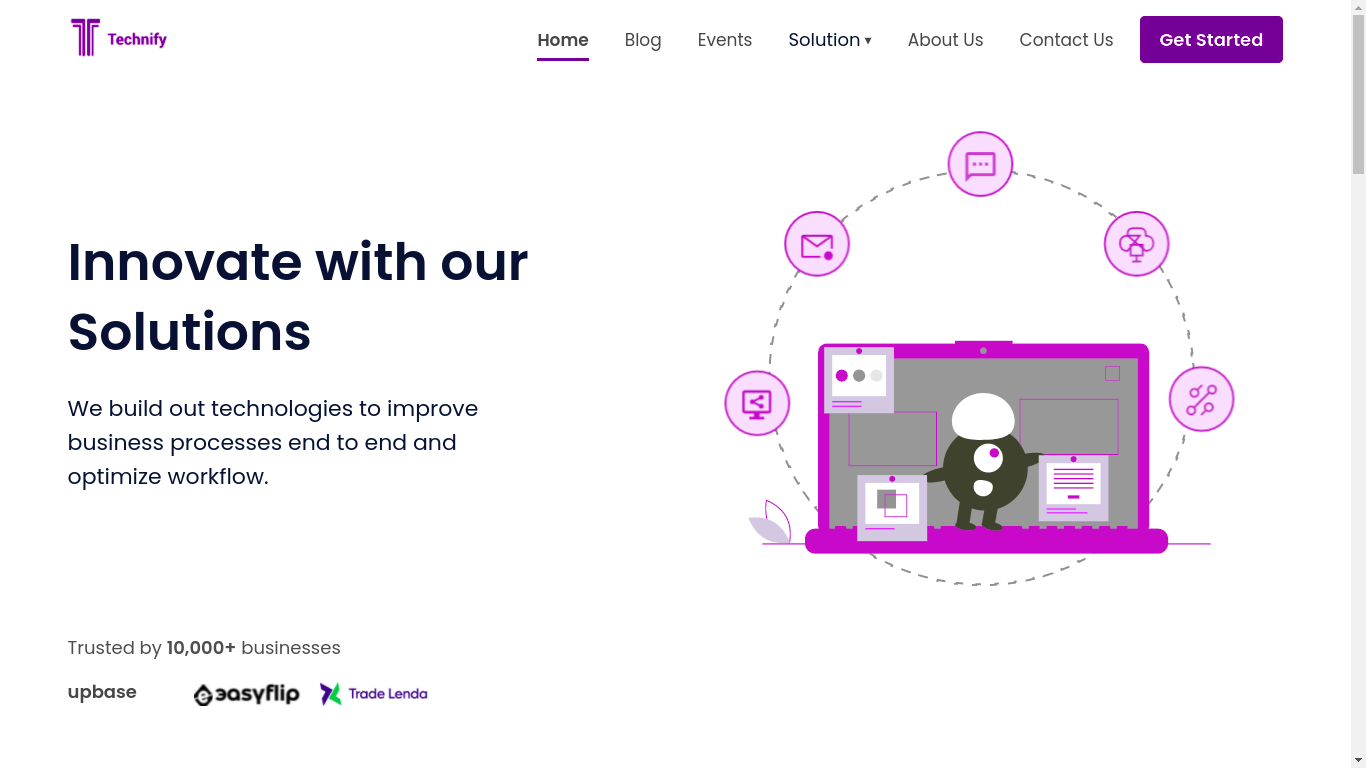 Technify
Home Blog Events Solution ▾ About Us Contact Us Get Started
Innovate with our
Solutions
We build out technologies to improve
business processes end to end and
optimize workflow.
Trusted by 10,000+ businesses
upbase easyflip Trade Lenda